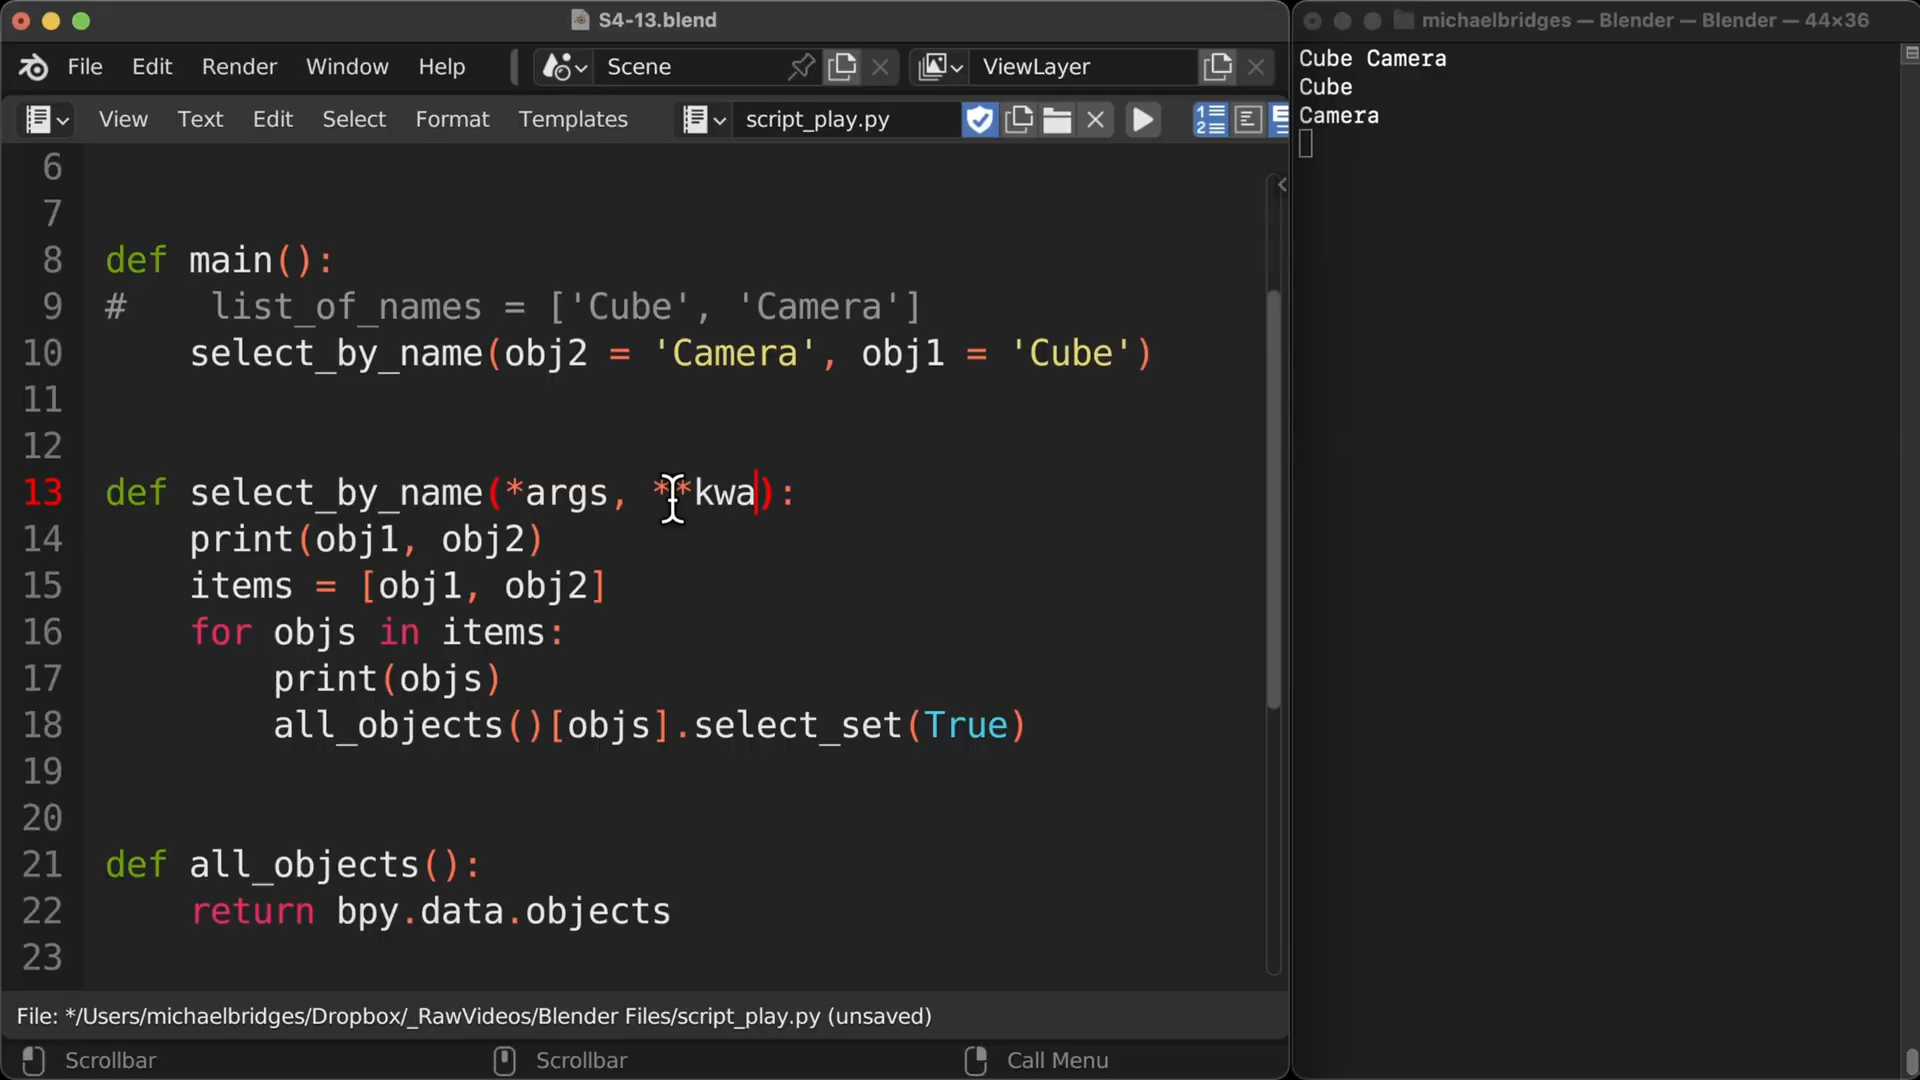 S4-13.blend
File Edit Render Window Help Scene ViewLayer
View Text Edit Select Format Templates script_play.py
6
7
8 def main():
9 #    list_of_names = ['Cube', 'Camera']
10     select_by_name(obj2 = 'Camera', obj1 = 'Cube')
11
12
13 def select_by_name(*args, **kwa):
14     print(obj1, obj2)
15     items = [obj1, obj2]
16     for objs in items:
17         print(objs)
18         all_objects()[objs].select_set(True)
19
20
21 def all_objects():
22     return bpy.data.objects
23
File: */Users/michaelbridges/Dropbox/_RawVideos/Blender Files/script_play.py (unsaved)
Scrollbar Scrollbar Call Menu
michaelbridges — Blender — Blender — 44×36
Cube Camera
Cube
Camera